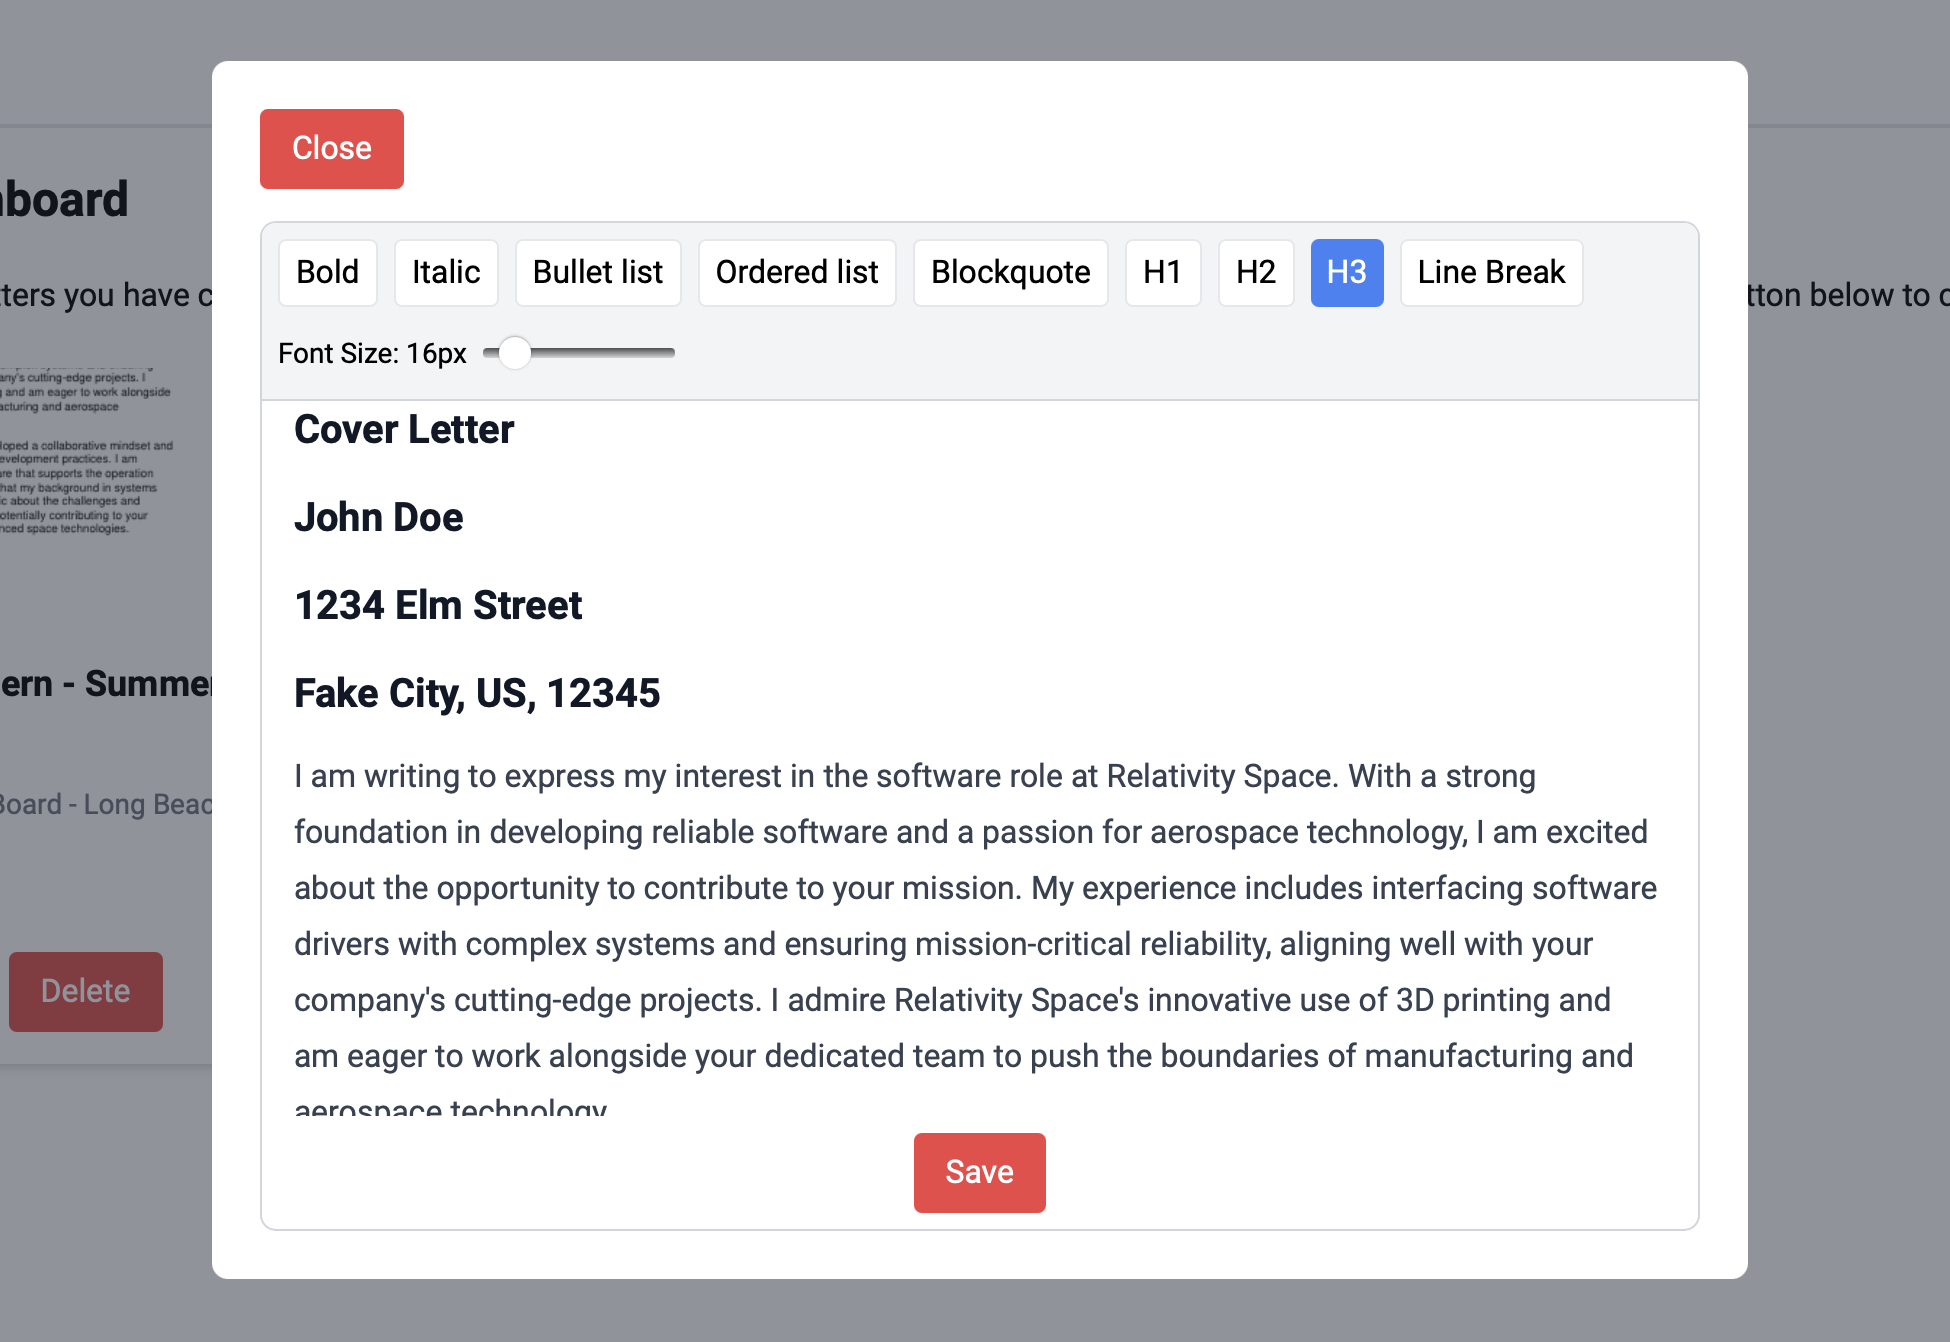 Close
board
Bold Italic Bullet list Ordered list Blockquote H1 H2 H3 Line Break
ters you have c
tton below to c
Font Size: 16px
any's cutting-edge projects. I
and am eager to work alongside
acturing and aerospace
loped a collaborative mindset and
evelopment practices. I am
re that supports the operation
hat my background in systems
c about the challenges and
otentially contributing to your
nced space technologies.
ern - Summer
Board - Long Beac
Delete
Cover Letter
John Doe
1234 Elm Street
Fake City, US, 12345
I am writing to express my interest in the software role at Relativity Space. With a strong
foundation in developing reliable software and a passion for aerospace technology, I am excited
about the opportunity to contribute to your mission. My experience includes interfacing software
drivers with complex systems and ensuring mission-critical reliability, aligning well with your
company's cutting-edge projects. I admire Relativity Space's innovative use of 3D printing and
am eager to work alongside your dedicated team to push the boundaries of manufacturing and
aerospace technology
Save